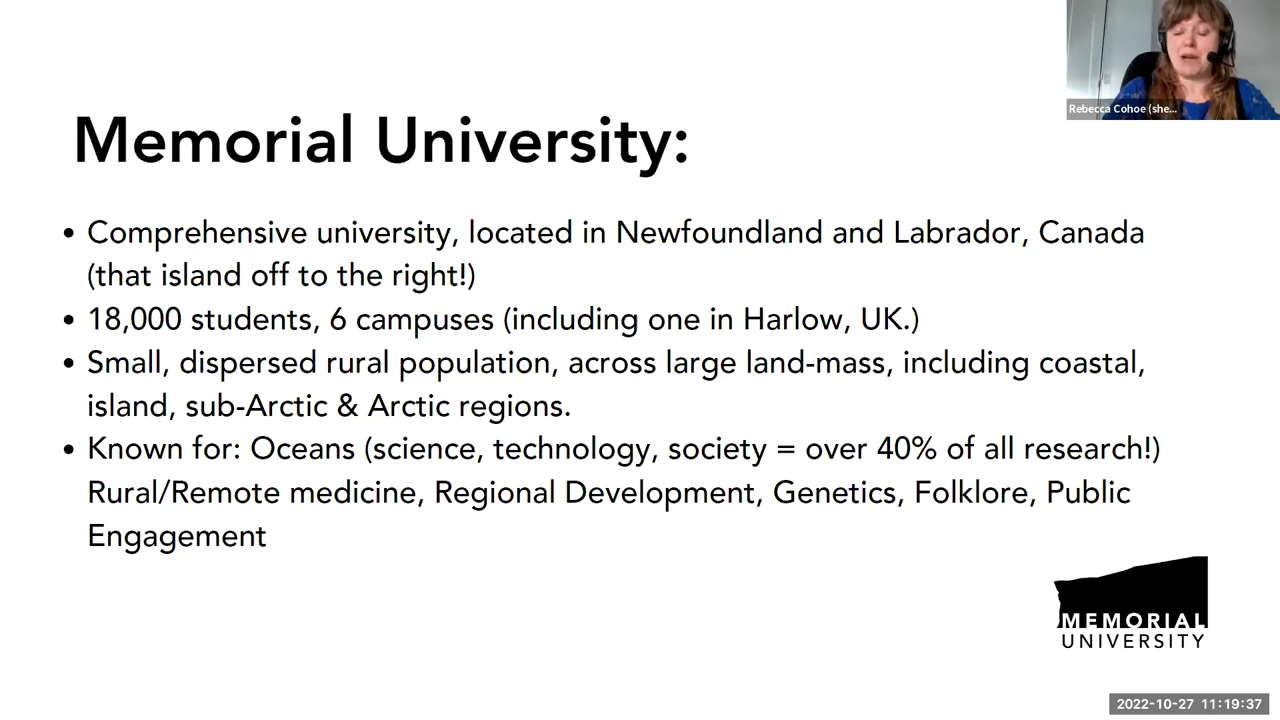 Rebecca Cohoe (she...
Memorial University:
• Comprehensive university, located in Newfoundland and Labrador, Canada
(that island off to the right!)
• 18,000 students, 6 campuses (including one in Harlow, UK.)
• Small, dispersed rural population, across large land-mass, including coastal,
island, sub-Arctic & Arctic regions.
• Known for: Oceans (science, technology, society = over 40% of all research!)
Rural/Remote medicine, Regional Development, Genetics, Folklore, Public
Engagement
MEMORIAL
UNIVERSITY
2022-10-27 11:19:37